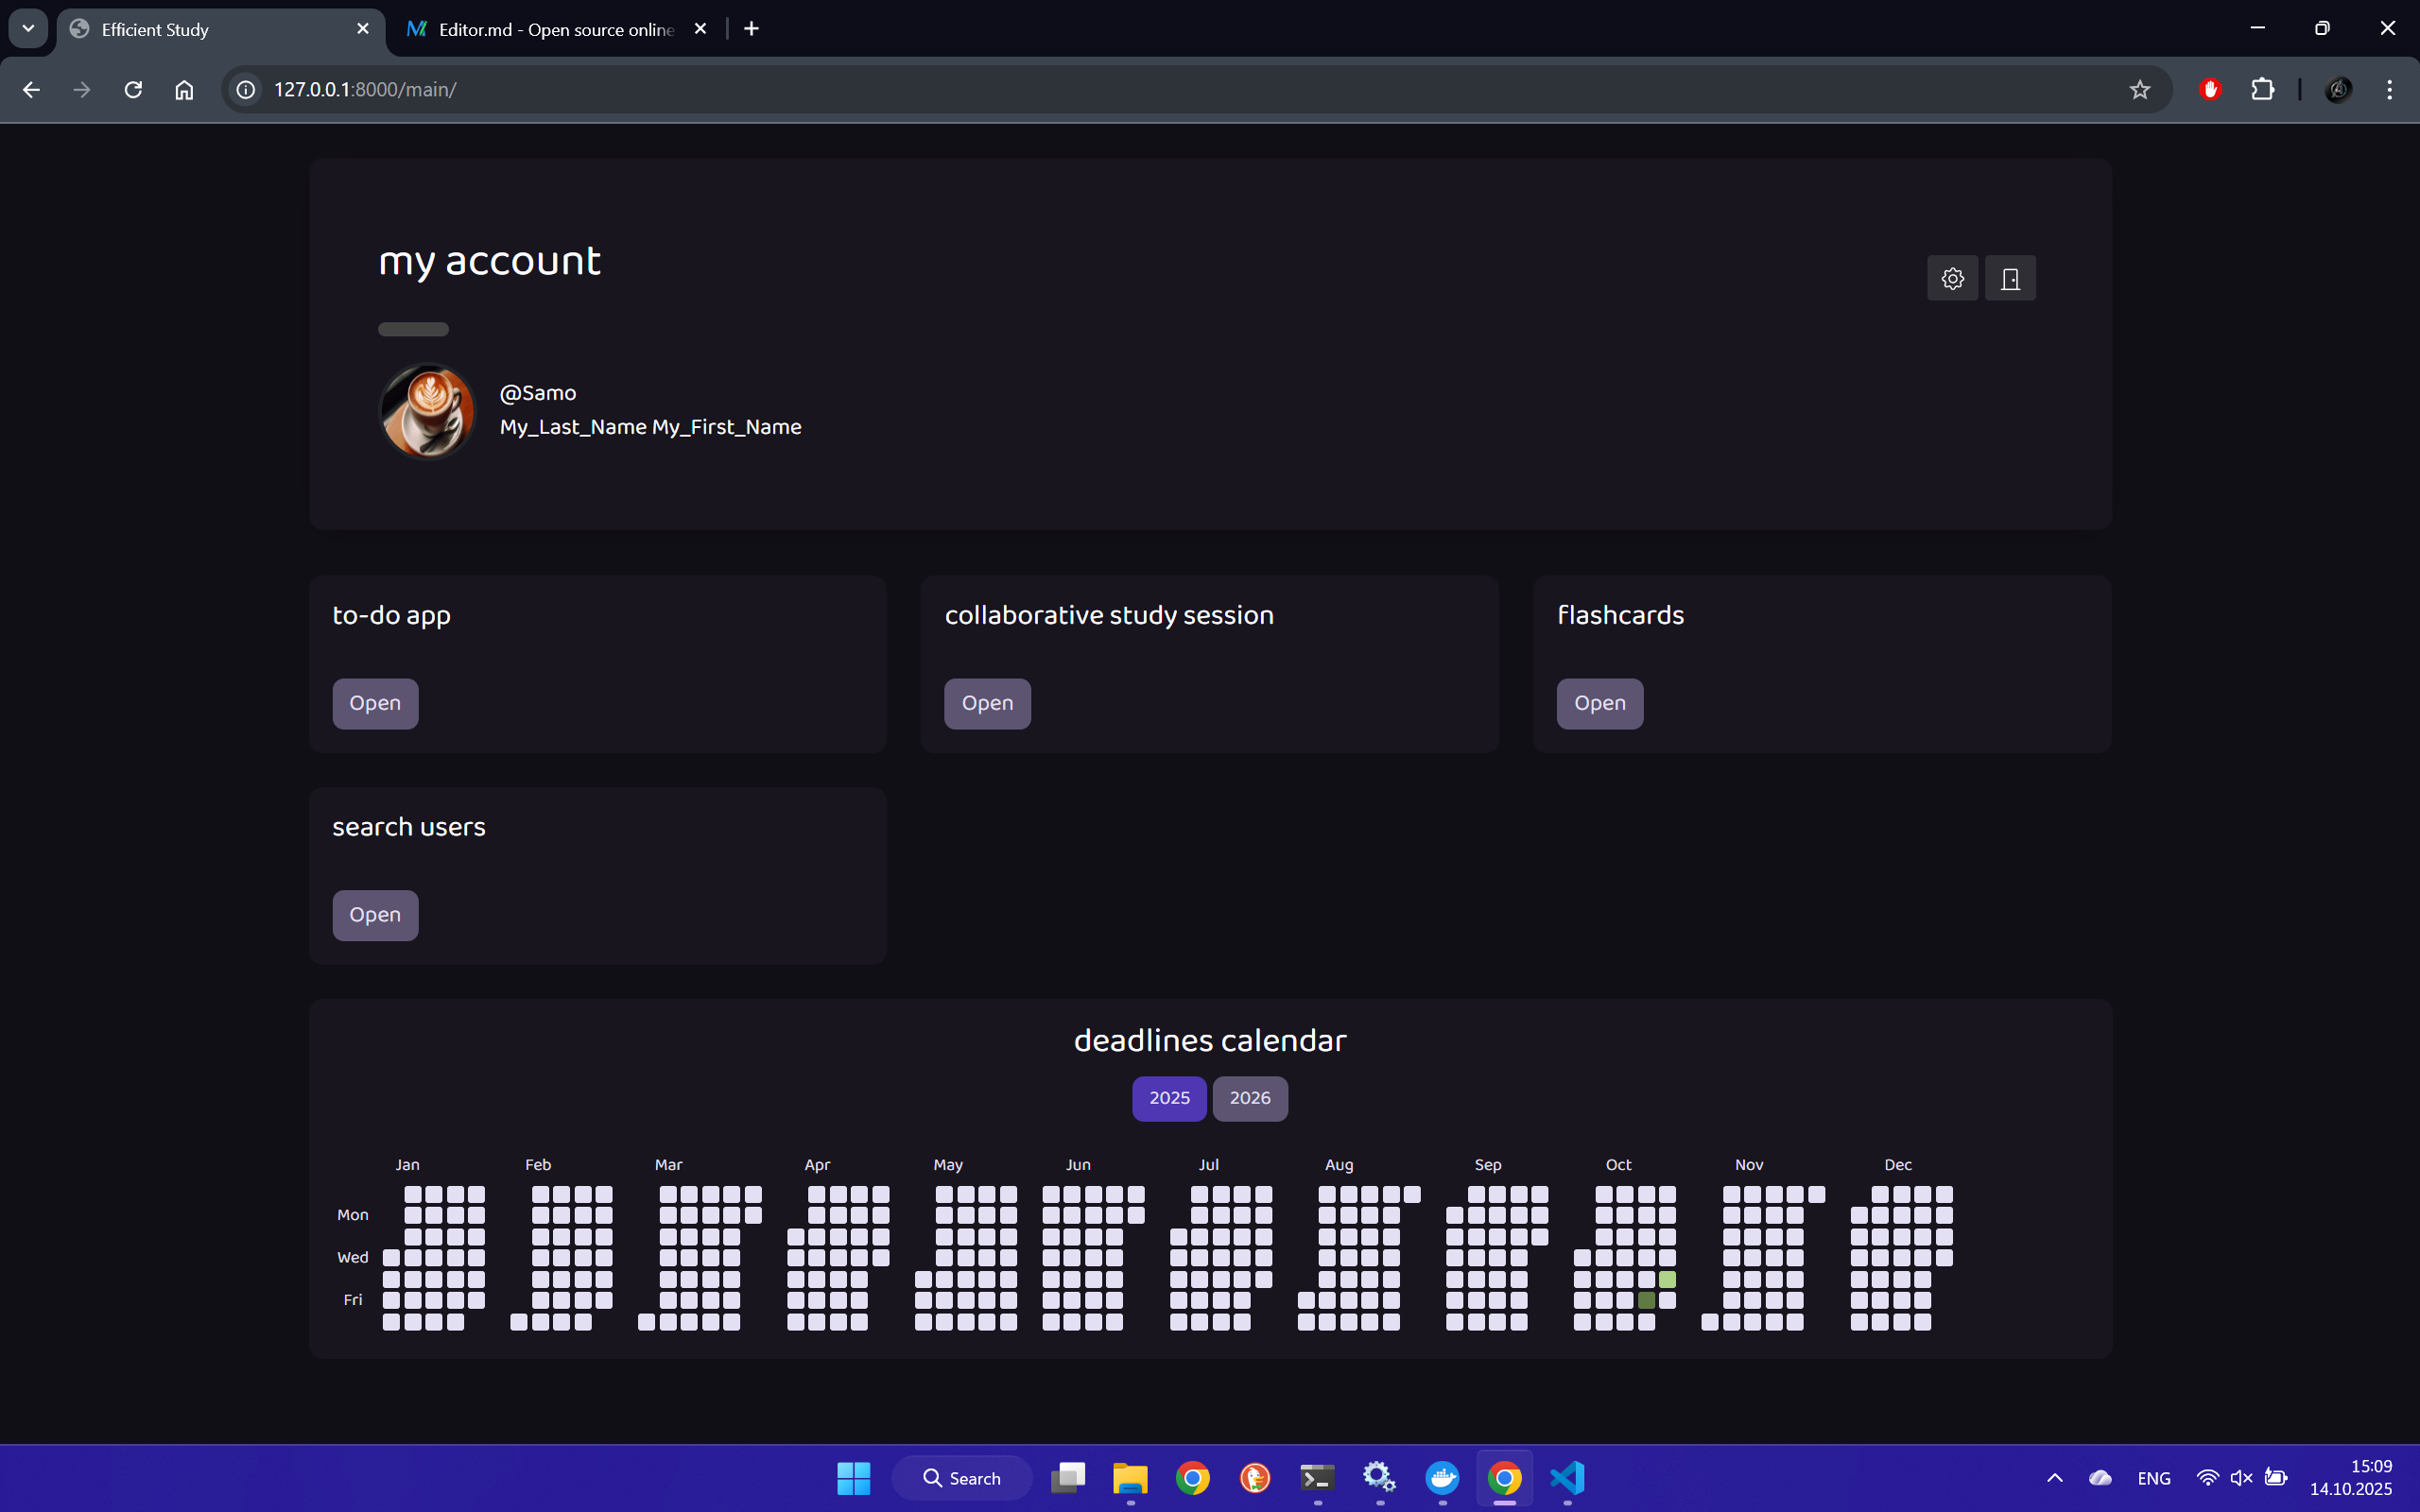 Efficient Study
Editor.md - Open source online
127.0.0.1:8000/main/
my account
@Samo
My_Last_Name My_First_Name
to-do app
collaborative study session
flashcards
Open
Open
Open
search users
Open
deadlines calendar
2025 2026
Jan Feb Mar Apr May Jun Jul Aug Sep Oct Nov Dec
Mon
Wed
Fri
Search
ENG
15:09
14.10.2025